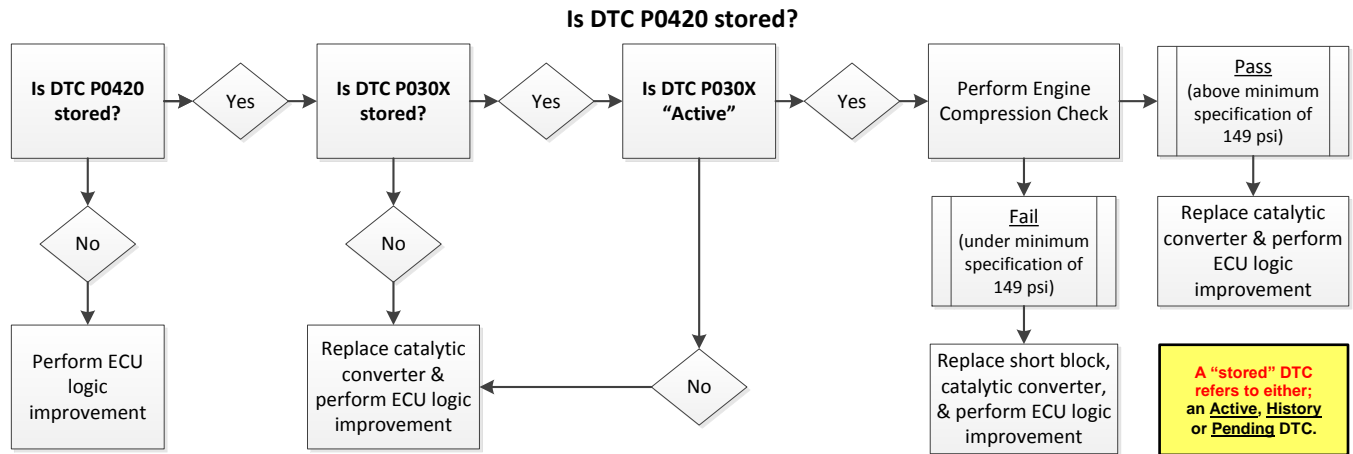 Is DTC P0420 stored?
Is DTC P0420
stored?
Yes
Is DTC P030X
stored?
Yes
Is DTC P030X
“Active”
Yes
Perform Engine
Compression Check
Pass
(above minimum
specification of
149 psi)
No
No
Fail
(under minimum
specification of
149 psi)
Replace catalytic
converter & perform
ECU logic
improvement
Perform ECU
logic
improvement
Replace catalytic
converter &
perform ECU logic
improvement
No
Replace short block,
catalytic converter,
& perform ECU logic
improvement
A “stored” DTC
refers to either;
an Active, History
or Pending DTC.